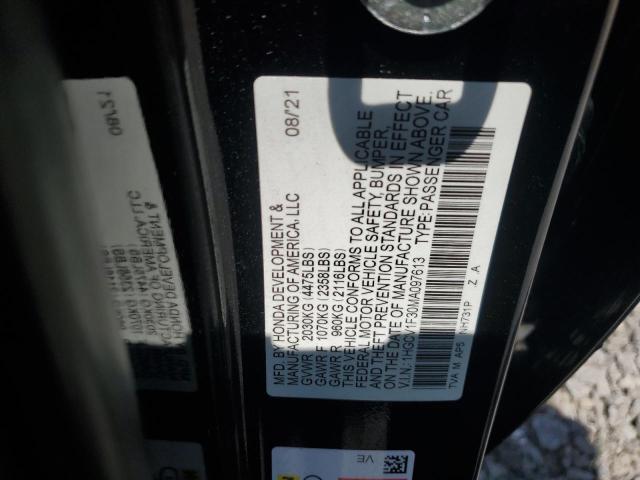 MFD. BY HONDA DEVELOPMENT &
MANUFACTURING OF AMERICA, LLC 08/21
GVWR 2030KG(4475LBS)
GAWR F 1070KG(2358LBS)
GAWR R 960KG(2116LBS)
THIS VEHICLE CONFORMS TO ALL APPLICABLE
FEDERAL MOTOR VEHICLE SAFETY, BUMPER,
AND THEFT PREVENTION STANDARDS IN EFFECT
ON THE DATE OF MANUFACTURE SHOWN ABOVE.
V.I.N.:1HGCV1F30MA097613 TYPE:PASSENGER CAR
TVA M AP5 NH731P Z A
VE